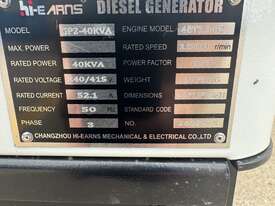 HI-EARNS DIESEL GENERATOR
MODEL GP2-40KVA ENGINE MODEL
MAX. POWER RATED SPEED r/min
RATED POWER 40KVA POWER FACTOR
RATED VOLTAGE 240/415 WEIGHT
RATED CURRENT 52.1 DIMENSIONS
FREQUENCY 50 STANDARD CODE
PHASE 3 NO.
CHANGZHOU HI-EARNS MECHANICAL & ELECTRICAL CO.,LTD